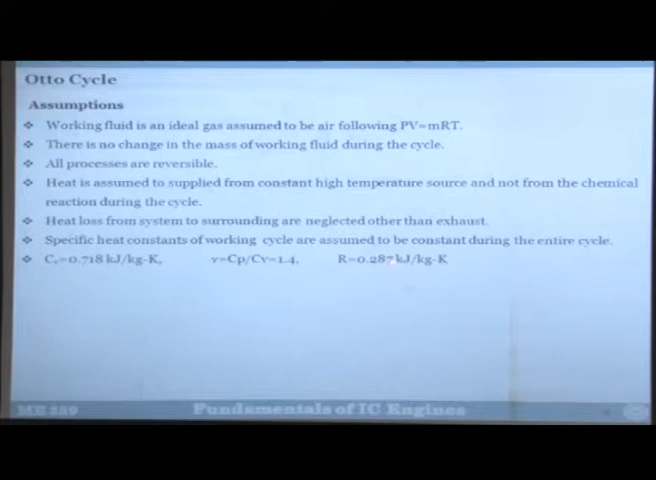 Otto Cycle
Assumptions
❖ Working fluid is an ideal gas assumed to be air following PV=mRT.
❖ There is no change in the mass of working fluid during the cycle.
❖ All processes are reversible.
❖ Heat is assumed to supplied from constant high temperature source and not from the chemical
reaction during the cycle.
❖ Heat loss from system to surrounding are neglected other than exhaust.
❖ Specific heat constants of working cycle are assumed to be constant during the entire cycle.
❖ Cv=0.718 kJ/kg-K, γ=Cp/Cv=1.4, R=0.287kJ/kg-K
ME 289 Fundamentals of IC Engines